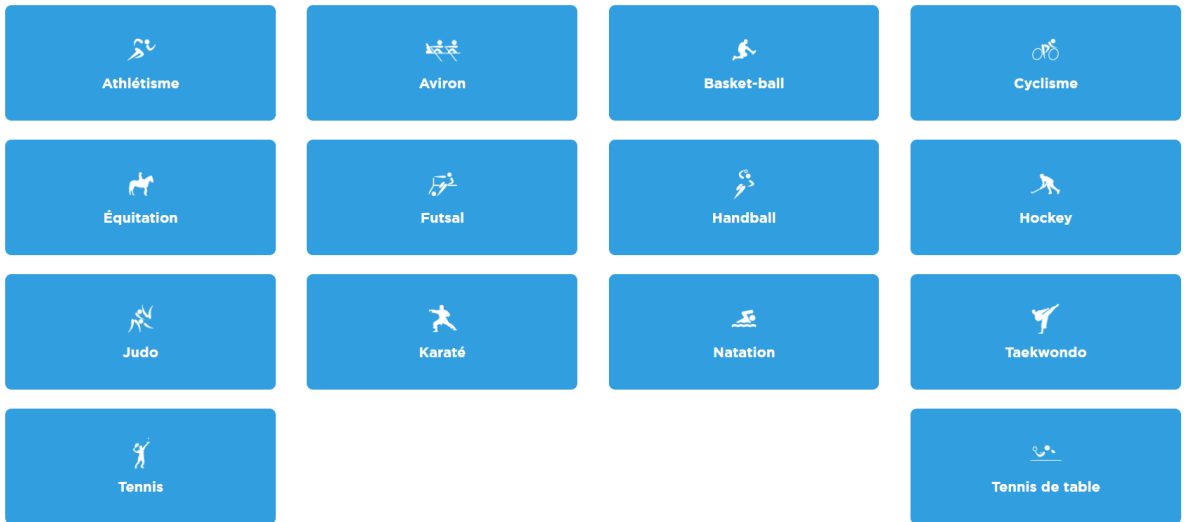 Athlétisme
Aviron
Basket-ball
Cyclisme
Équitation
Futsal
Handball
Hockey
Judo
Karaté
Natation
Taekwondo
Tennis
Tennis de table